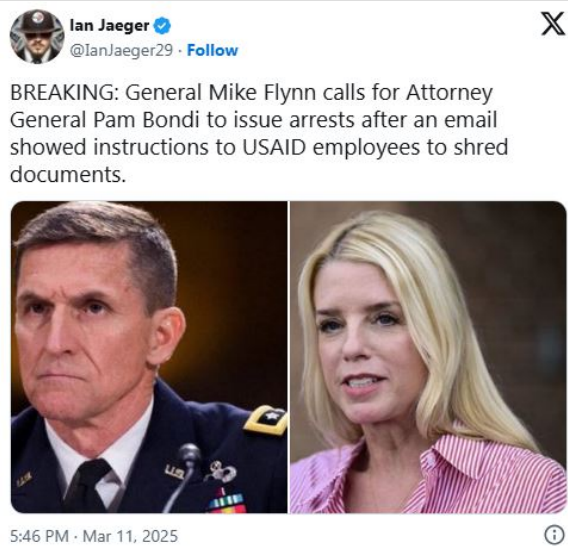 Ian Jaeger
@IanJaeger29 · Follow
BREAKING: General Mike Flynn calls for Attorney
General Pam Bondi to issue arrests after an email
showed instructions to USAID employees to shred
documents.
5:46 PM · Mar 11, 2025